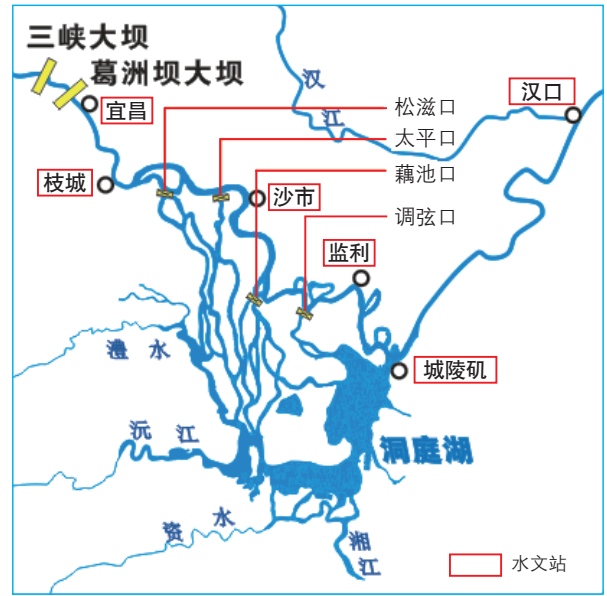 三峡大坝
葛洲坝大坝
宜昌
汉江
汉口
松滋口
太平口
藕池口
调弦口
枝城
沙市
监利
城陵矶
澧水
沅江
洞庭湖
资水
湘江
水文站